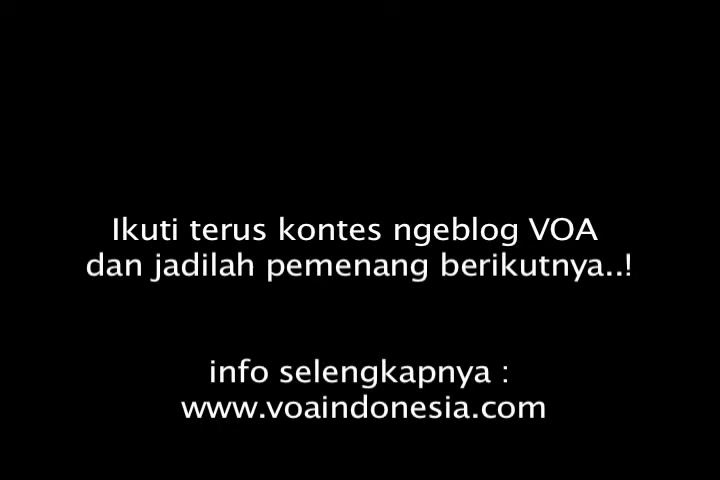 Ikuti terus kontes ngeblog VOA
dan jadilah pemenang berikutnya..!
info selengkapnya :
www.voaindonesia.com